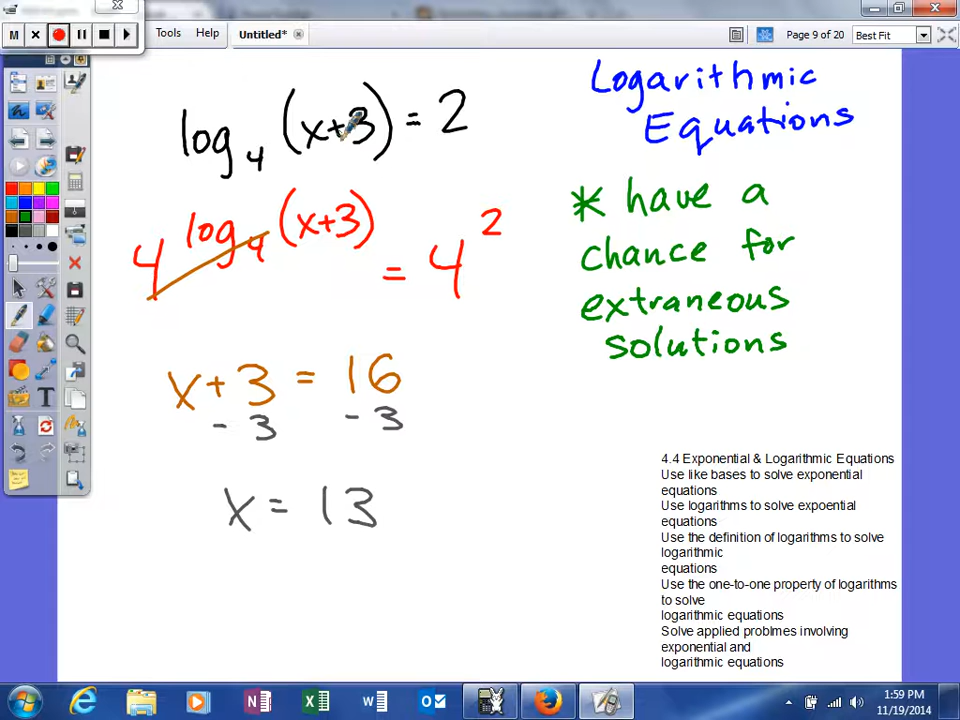 M
Tools Help Untitled* Page 9 of 20 Best Fit
log₄ (x+3) = 2
Logarithmic
Equations
4^log₄ (x+3) = 4²
* have a
chance for
extraneous
solutions
x+3 = 16
- 3 - 3
x = 13
4.4 Exponential & Logarithmic Equations
Use like bases to solve exponential
equations
Use logarithms to solve expoential
equations
Use the definition of logarithms to solve
logarithmic
equations
Use the one-to-one property of logarithms
to solve
logarithmic equations
Solve applied problms involving
exponential and
logarithmic equations
1:59 PM
11/19/2014